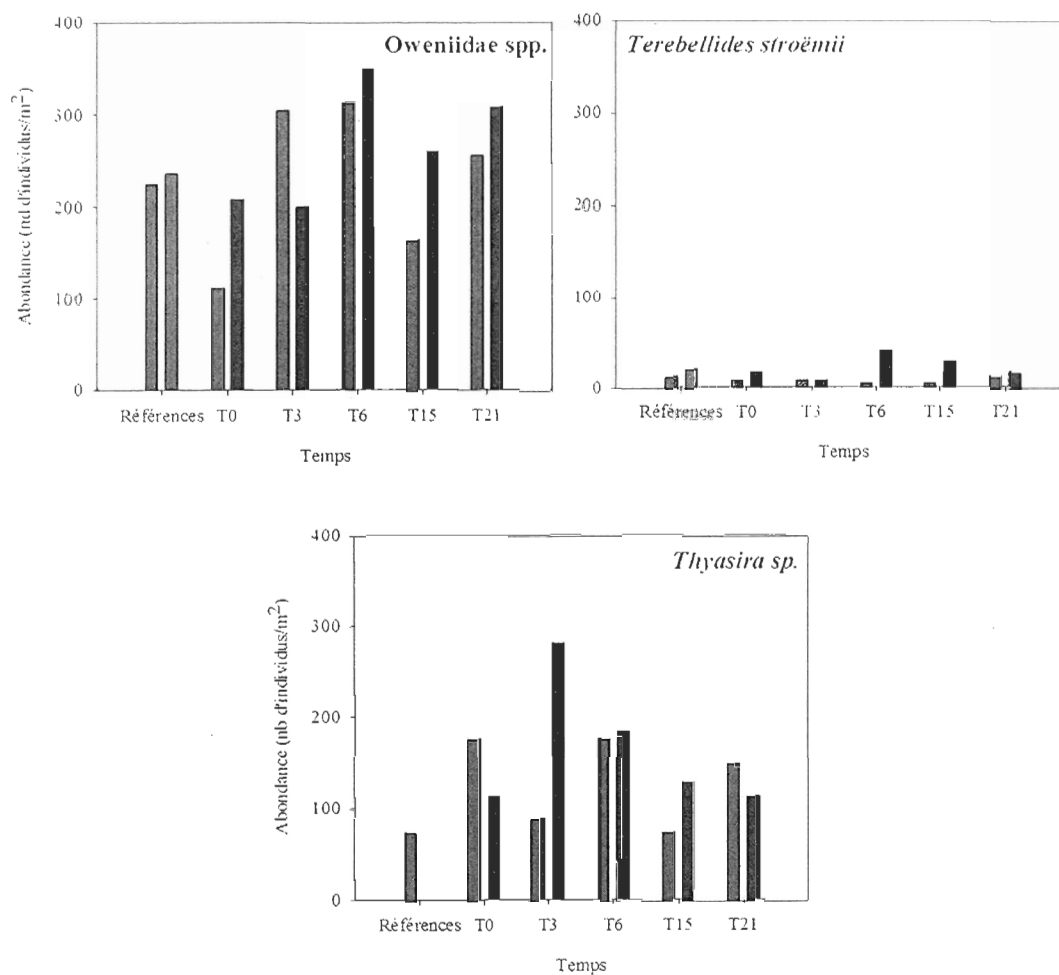 400
300
200
100
0
Abondance (nd d'individus/m²)
Oweniidae spp.
Références T0 T3 T6 T15 T21
Temps
400
300
200
100
0
Terebellides stroëmii
Références T0 T3 T6 T15 T21
Temps
400
300
200
100
0
Abondance (nb d'individus/m²)
Thyasira sp.
Références T0 T3 T6 T15 T21
Temps